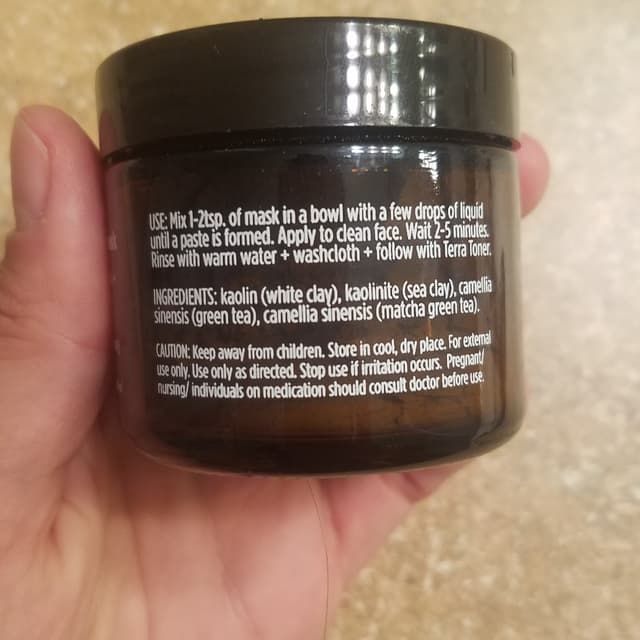 USE: Mix 1-2tsp. of mask in a bowl with a few drops of liquid
until a paste is formed. Apply to clean face. Wait 2-5 minutes.
Rinse with warm water + washcloth + follow with Terra Toner.
INGREDIENTS: kaolin (white clay), kaolinite (sea clay), camellia
sinensis (green tea), camellia sinensis (matcha green tea).
CAUTION: Keep away from children. Store in cool, dry place. For external
use only. Use only as directed. Stop use if irritation occurs. Pregnant/
nursing/ individuals on medication should consult doctor before use.